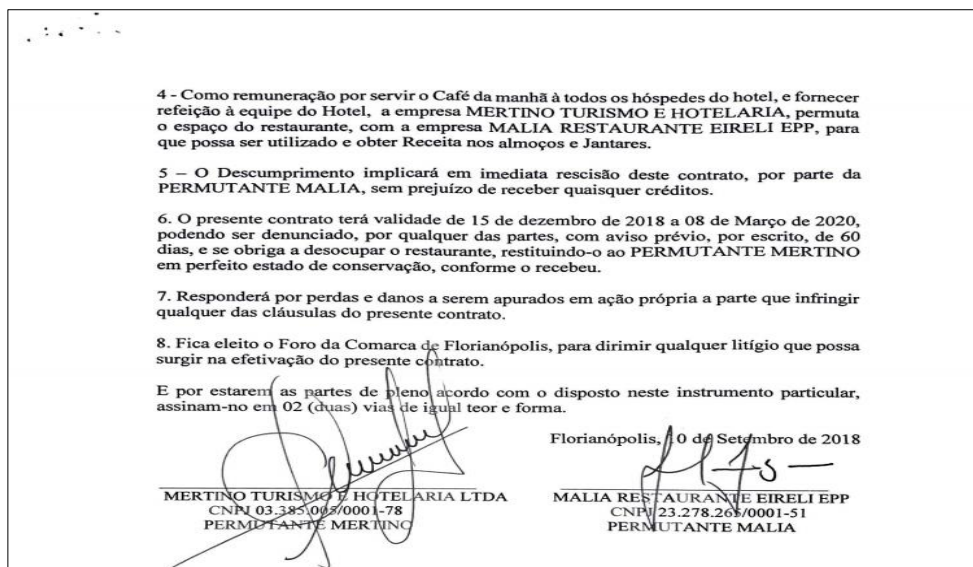 4 - Como remuneração por servir o Café da manhã à todos os hóspedes do hotel, e fornecer
refeição à equipe do Hotel, a empresa MERTINO TURISMO E HOTELARIA, permuta
o espaço do restaurante, com a empresa MALIA RESTAURANTE EIRELI EPP, para
que possa ser utilizado e obter Receita nos almoços e Jantares.
5 – O Descumprimento implicará em imediata rescisão deste contrato, por parte da
PERMUTANTE MALIA, sem prejuízo de receber quaisquer créditos.
6. O presente contrato terá validade de 15 de dezembro de 2018 a 08 de Março de 2020,
podendo ser denunciado, por qualquer das partes, com aviso prévio, por escrito, de 60
dias, e se obriga a desocupar o restaurante, restituindo-o ao PERMUTANTE MERTINO
em perfeito estado de conservação, conforme o recebeu.
7. Responderá por perdas e danos a serem apurados em ação própria a parte que infringir
qualquer das cláusulas do presente contrato.
8. Fica eleito o Foro da Comarca de Florianópolis, para dirimir qualquer litígio que possa
surgir na efetivação do presente contrato.
E por estarem as partes de pleno acordo com o disposto neste instrumento particular,
assinam-no em 02 (duas) vias de igual teor e forma.
Florianópolis, 10 de Setembro de 2018
MERTINO TURISMO E HOTELARIA LTDA
CNPJ 03.385.005/0001-78
PERMUTANTE MERTINO
MALIA RESTAURANTE EIRELI EPP
CNPJ 23.278.265/0001-51
PERMUTANTE MALIA